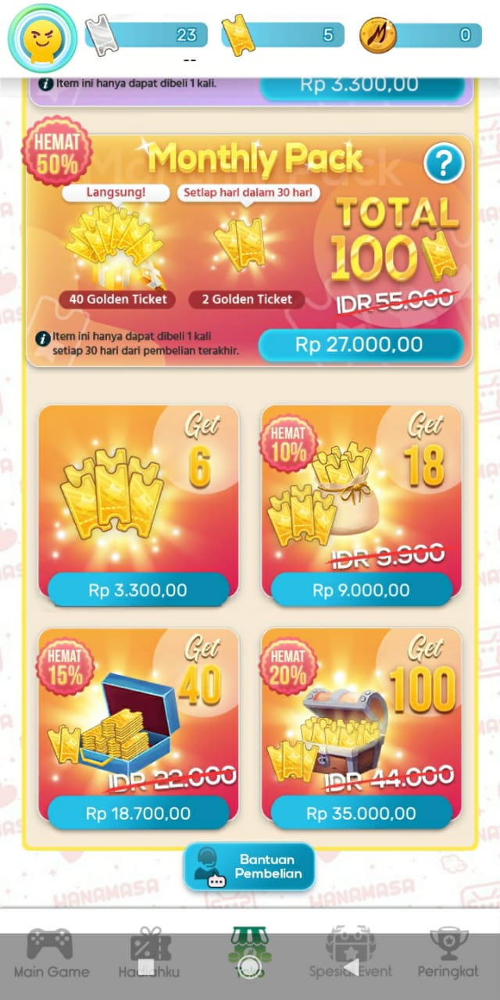 23
5
0
--
Item ini hanya dapat dibeli 1 kali.
Rp 3.300,00
HEMAT
50%
Monthly Pack
?
Langsung!
Setiap hari dalam 30 hari
TOTAL
100
40 Golden Ticket
2 Golden Ticket
IDR 55.000
Item ini hanya dapat dibeli 1 kali
setiap 30 hari dari pembelian terakhir.
Rp 27.000,00
Get
6
Rp 3.300,00
HEMAT
10%
Get
18
IDR 9.900
Rp 9.000,00
HEMAT
15%
Get
40
IDR 22.000
Rp 18.700,00
HEMAT
20%
Get
100
IDR 44.000
Rp 35.000,00
Bantuan
Pembelian
HANAMASA
HANAMASA
Main Game
Hadiahku
Toko
Spesial Event
Peringkat